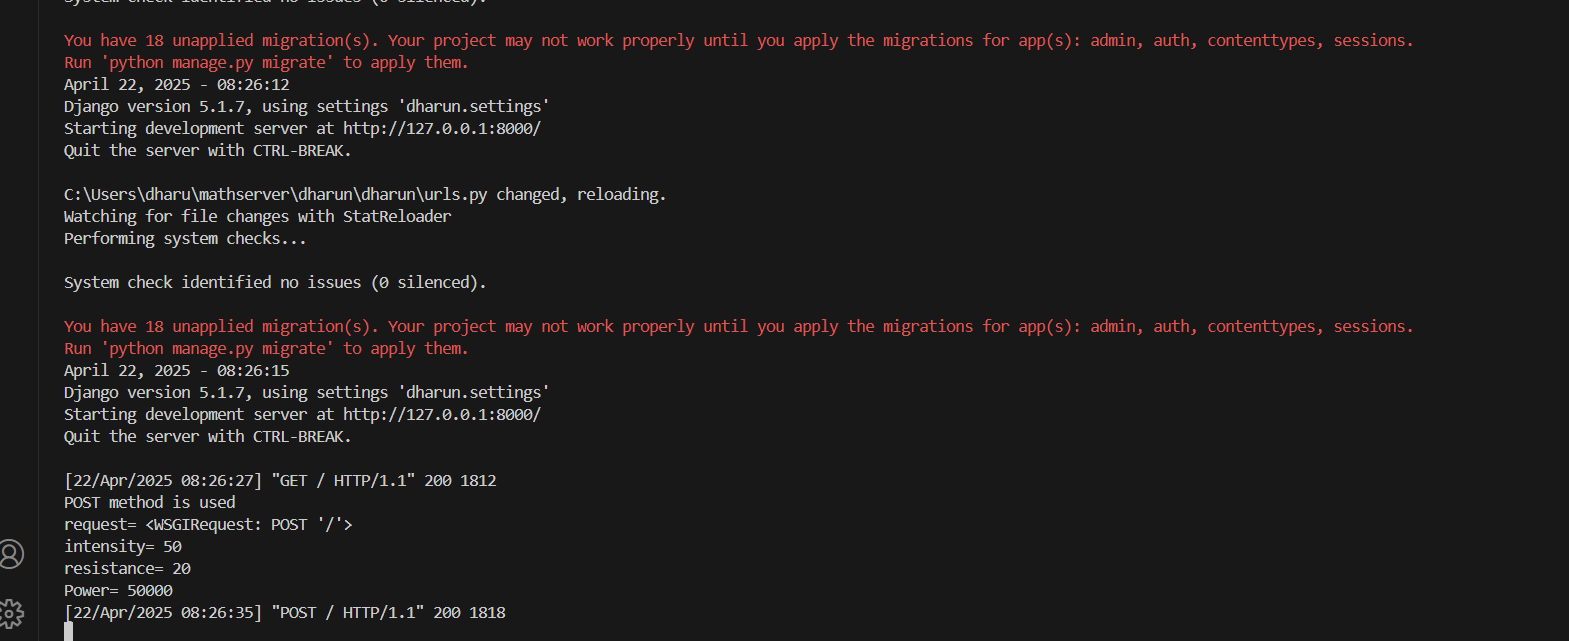 System check identified no issues (0 silenced).
You have 18 unapplied migration(s). Your project may not work properly until you apply the migrations for app(s): admin, auth, contenttypes, sessions.
Run 'python manage.py migrate' to apply them.
April 22, 2025 - 08:26:12
Django version 5.1.7, using settings 'dharun.settings'
Starting development server at http://127.0.0.1:8000/
Quit the server with CTRL-BREAK.
C:\Users\dharu\mathserver\dharun\dharun\urls.py changed, reloading.
Watching for file changes with StatReloader
Performing system checks...
System check identified no issues (0 silenced).
You have 18 unapplied migration(s). Your project may not work properly until you apply the migrations for app(s): admin, auth, contenttypes, sessions.
Run 'python manage.py migrate' to apply them.
April 22, 2025 - 08:26:15
Django version 5.1.7, using settings 'dharun.settings'
Starting development server at http://127.0.0.1:8000/
Quit the server with CTRL-BREAK.
[22/Apr/2025 08:26:27] "GET / HTTP/1.1" 200 1812
POST method is used
request= <WSGIRequest: POST '/'>
intensity= 50
resistance= 20
Power= 50000
[22/Apr/2025 08:26:35] "POST / HTTP/1.1" 200 1818